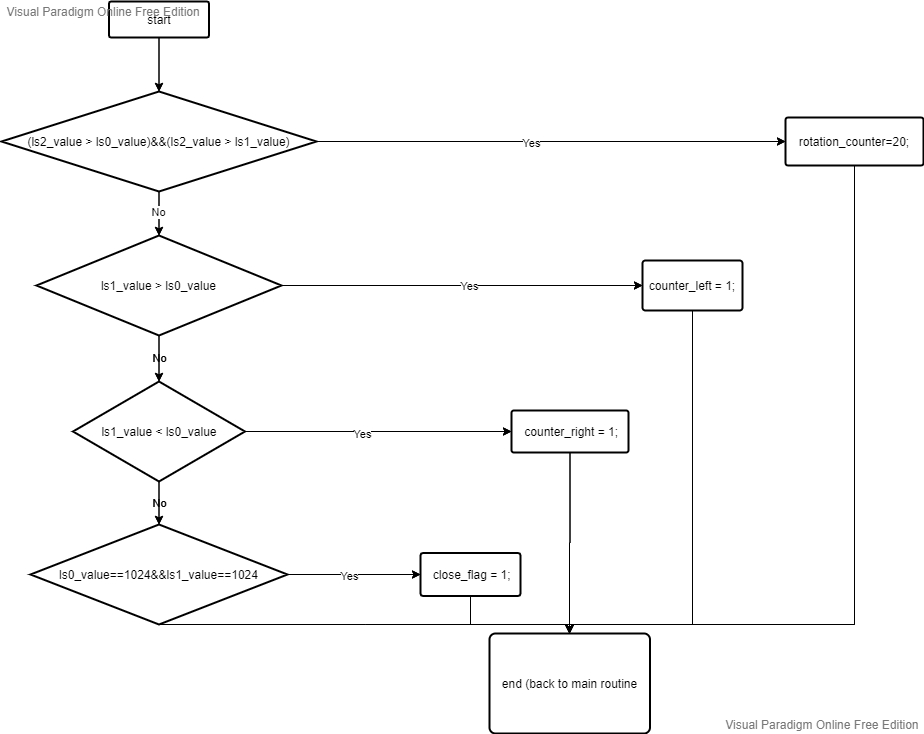 Visual Paradigm Online Free Edition
start
(ls2_value > ls0_value)&&(ls2_value > ls1_value)
Yes
rotation_counter=20;
No
ls1_value > ls0_value
Yes
counter_left = 1;
No
ls1_value < ls0_value
Yes
counter_right = 1;
No
ls0_value==1024&&ls1_value==1024
Yes
close_flag = 1;
end (back to main routine
Visual Paradigm Online Free Edition